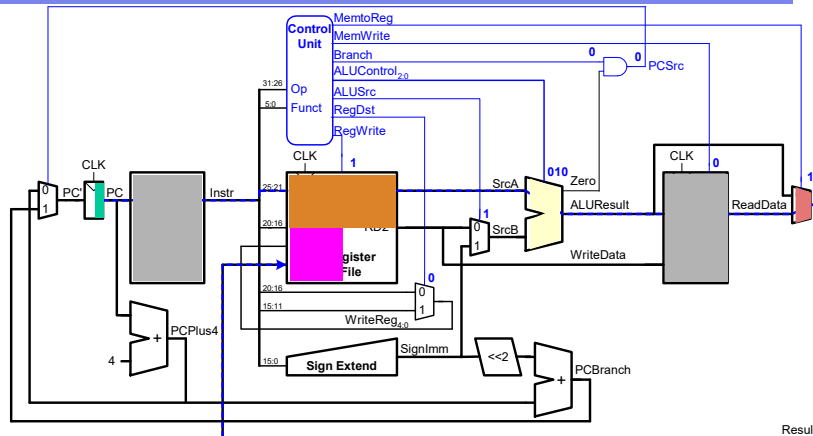 MemtoReg
Control
Unit
MemWrite
Branch
0
0
PCSrc
ALUControl2:0
31:26
Op
ALUSrc
5:0
Funct
RegDst
RegWrite
CLK
CLK
CLK
1
010
0
0
1
PC'
PC
Instr
25:21
SrcA
Zero
1
ALUResult
ReadData
20:16
0
1
SrcB
gister
File
WriteData
0
20:16
0
15:11
1
WriteReg4:0
PCPlus4
+
4
SignImm
15:0
Sign Extend
<<2
+
PCBranch
Resul